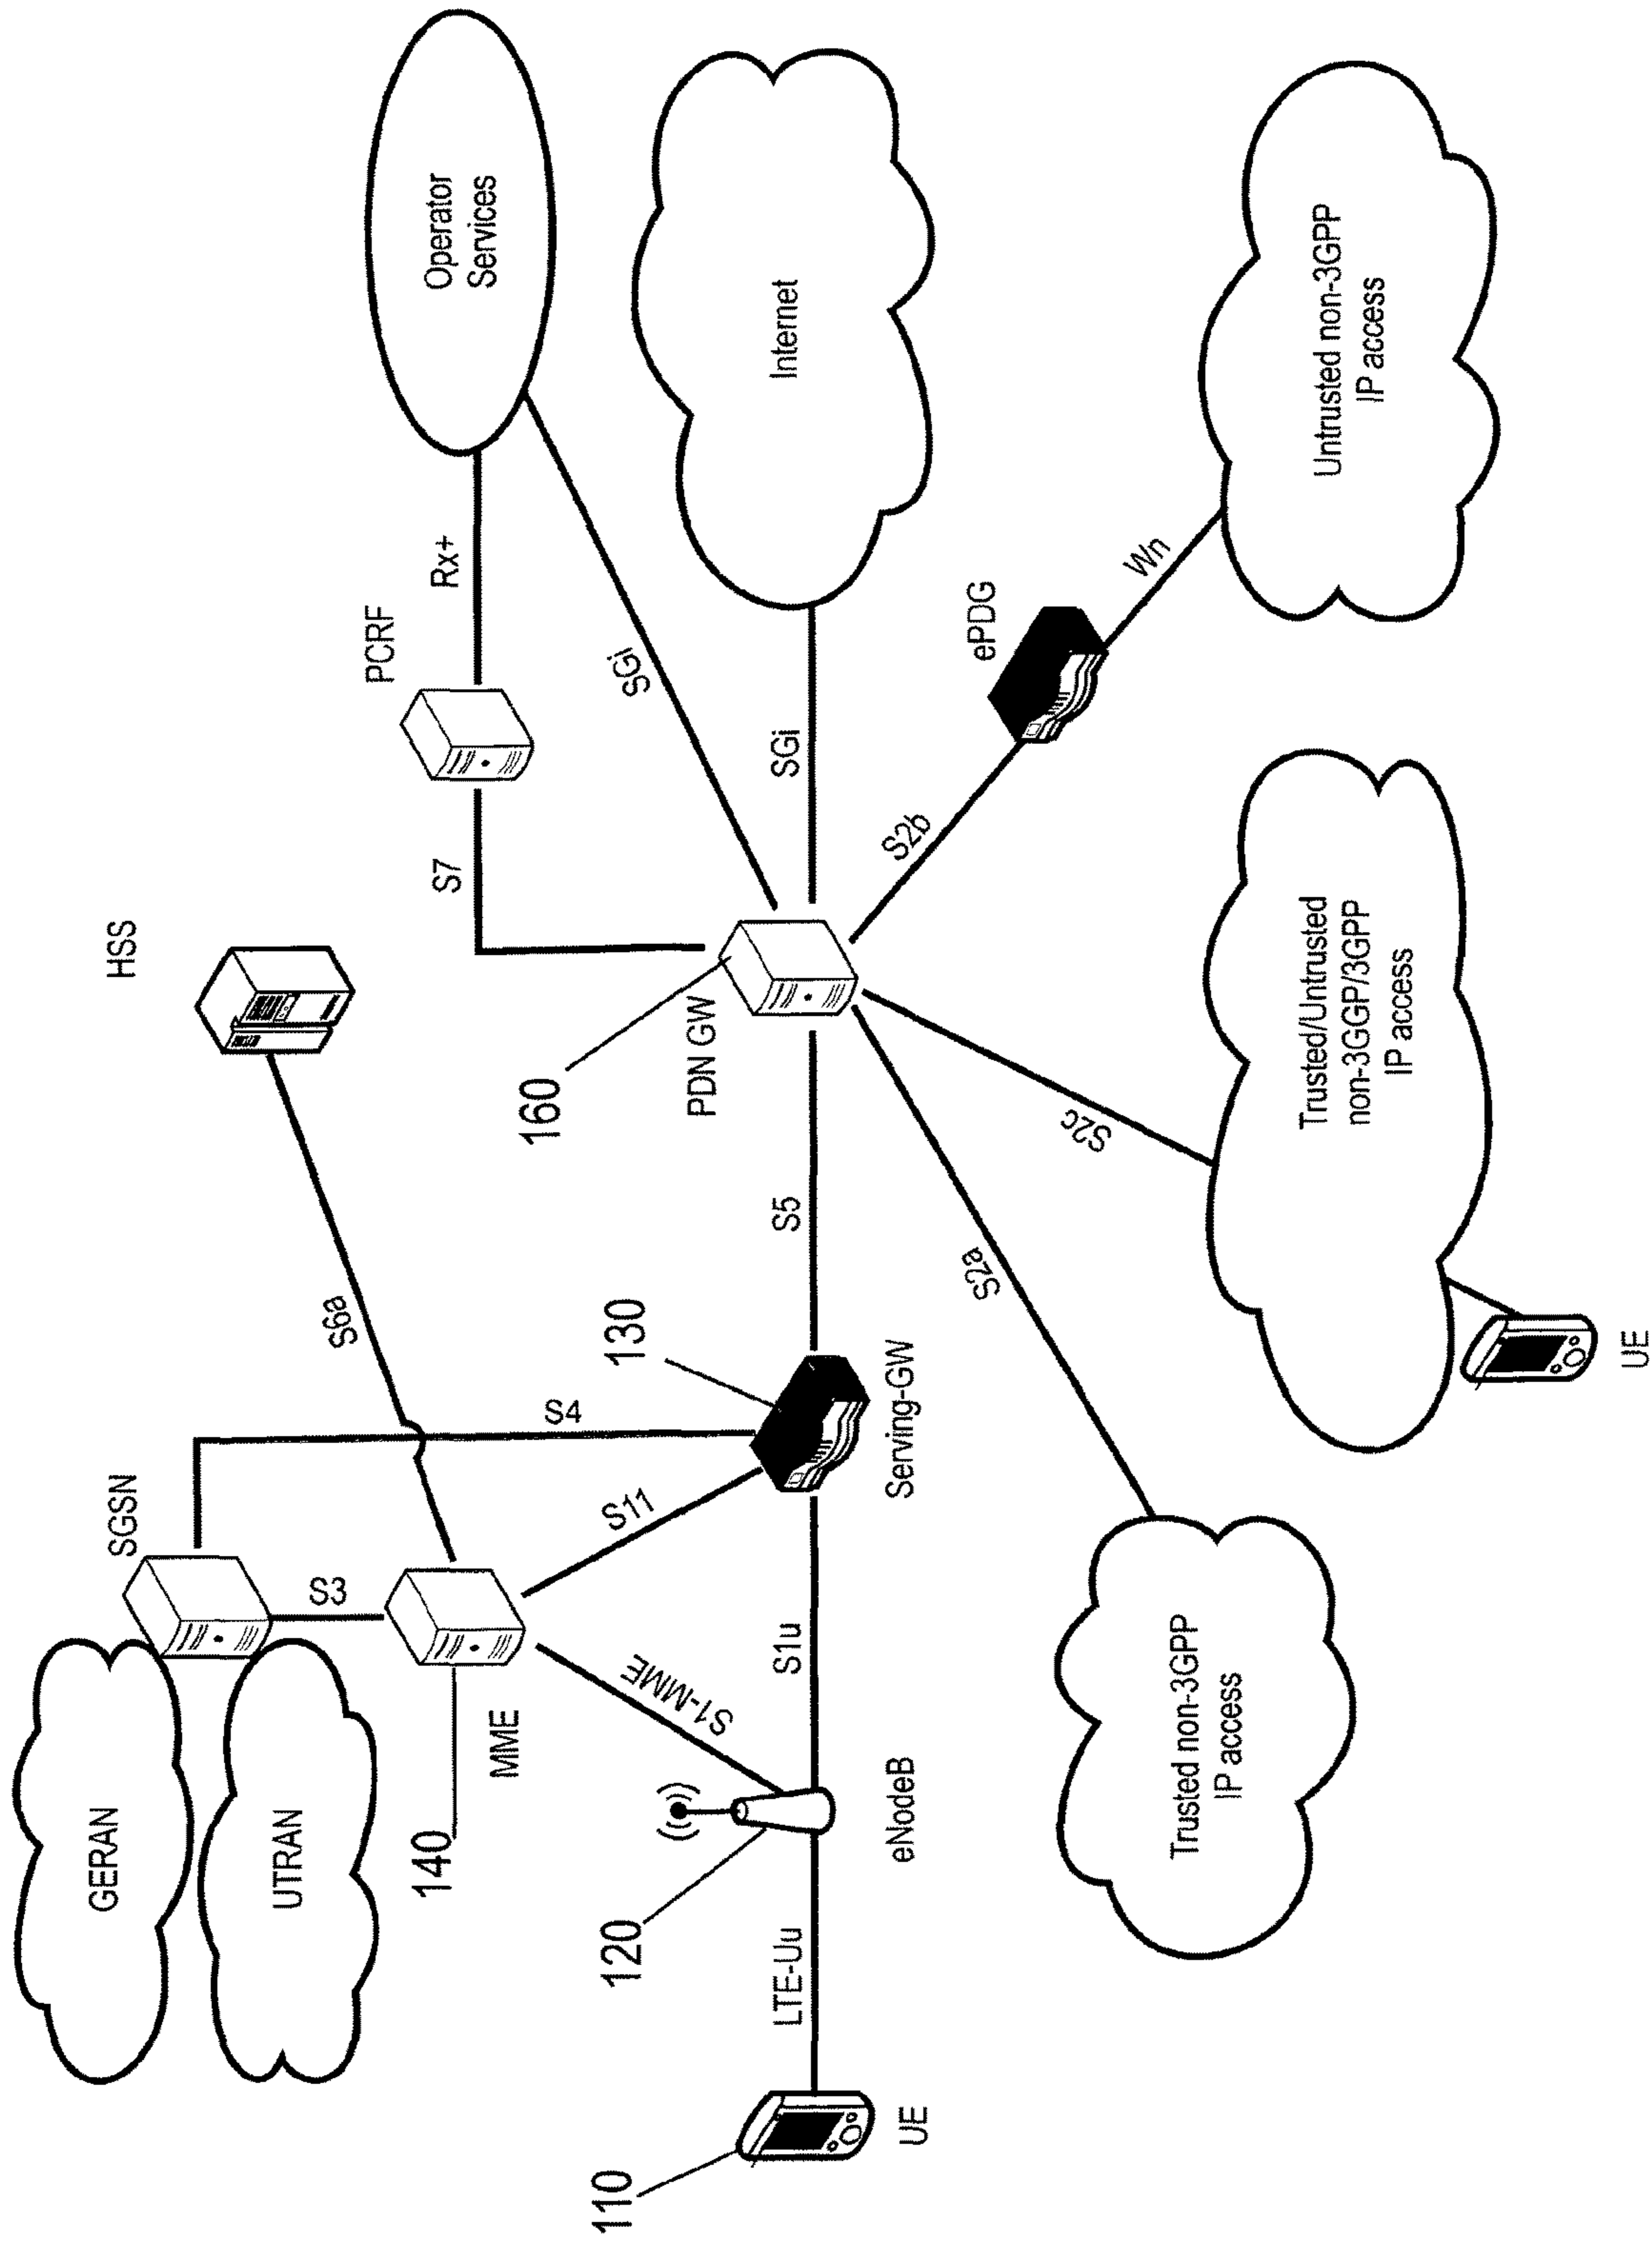 GERAN
UTRAN
SGSN
HSS
S3
S6a
S4
PCRF
S7
Rx+
Operator
Services
140
MME
S11
S1-MME
160
PDN GW
SGi
120
130
110
UE
LTE-Uu
eNodeB
S1u
Serving-GW
S5
SGi
Internet
S2a
S2c
S2b
ePDG
Wn
Trusted non-3GPP
IP access
UE
Trusted/Untrusted
non-3GGP/3GPP
IP access
Untrusted non-3GPP
IP access